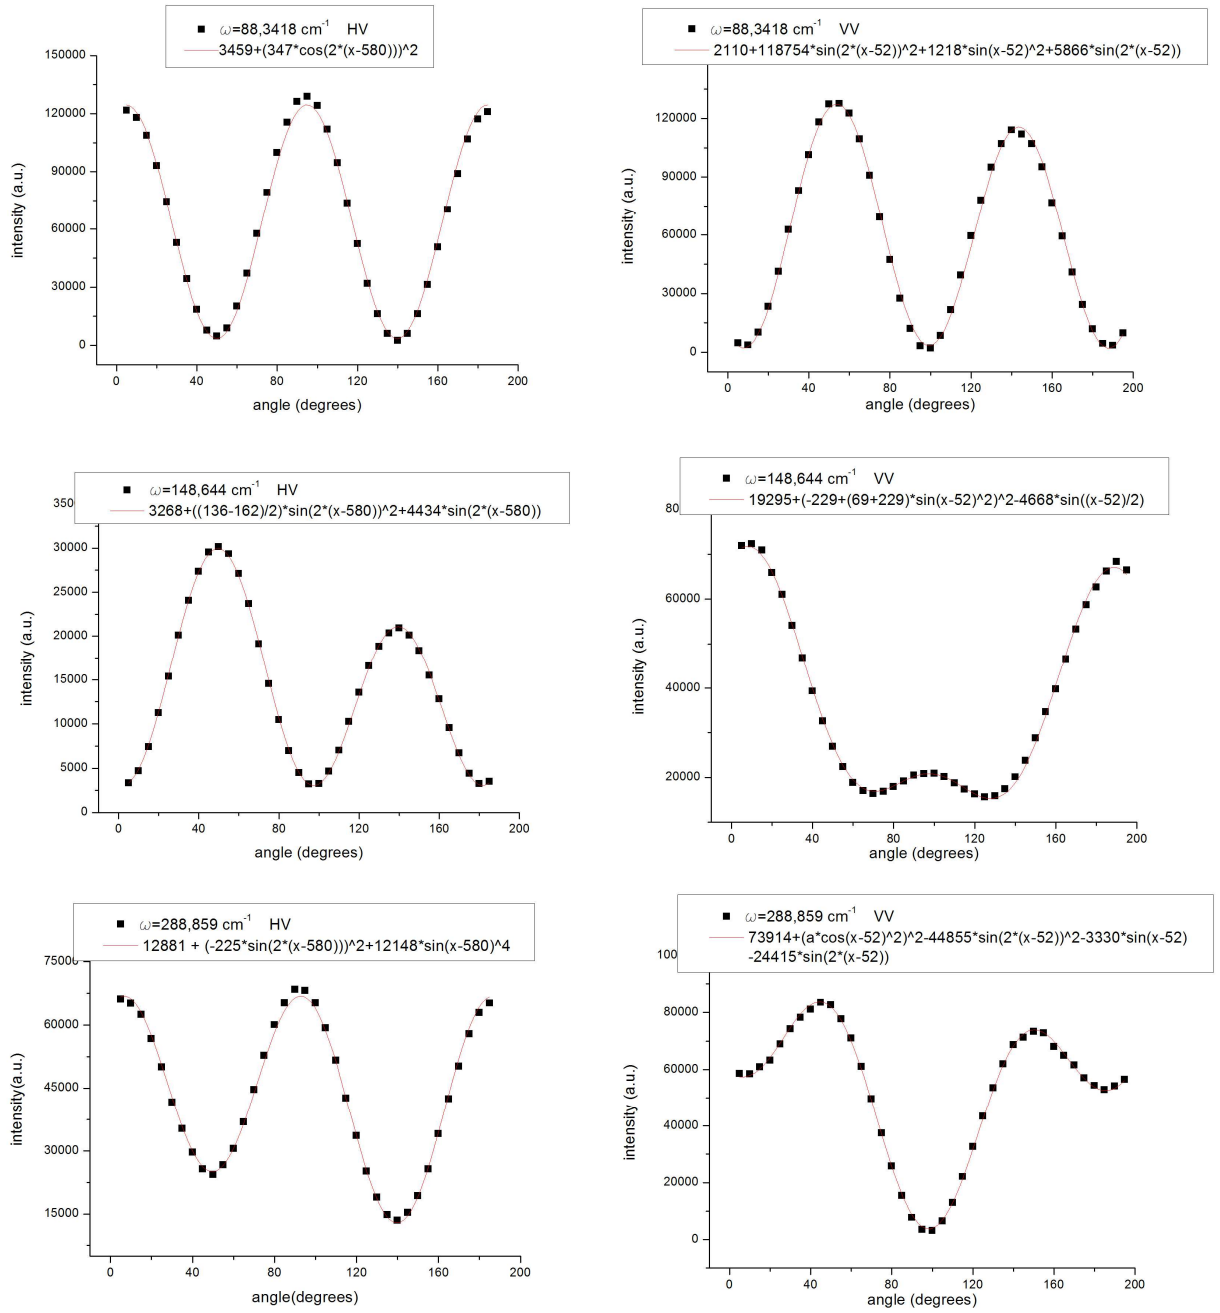 ω=88,3418 cm-1 HV
3459+(347*cos(2*(x-580)))^2
150000
120000
90000
60000
30000
0
intensity (a.u.)
0 40 80 120 160 200
angle (degrees)
ω=88,3418 cm-1 VV
2110+118754*sin(2*(x-52))^2+1218*sin(x-52)^2+5866*sin(2*(x-52))
120000
90000
60000
30000
0
intensity (a.u.)
0 40 80 120 160 200
angle (degrees)
ω=148,644 cm-1 HV
3268+((136-162)/2)*sin(2*(x-580))^2+4434*sin(2*(x-580))
350
30000
25000
20000
15000
10000
5000
0
intensity (a.u.)
0 40 80 120 160 200
angle (degrees)
ω=148,644 cm-1 VV
19295+(-229+(69+229)*sin(x-52)^2)^2-4668*sin((x-52)/2)
80
60000
40000
20000
intensity (a.u.)
0 40 80 120 160 200
angle (degrees)
ω=288,859 cm-1 HV
12881 + (-225*sin(2*(x-580)))^2+12148*sin(x-580)^4
75000
60000
45000
30000
15000
intensity(a.u.)
0 40 80 120 160 200
angle(degrees)
ω=288,859 cm-1 VV
73914+(a*cos(x-52)^2)^2-44855*sin(2*(x-52))^2-3330*sin(x-52)
-24415*sin(2*(x-52))
100
80000
60000
40000
20000
0
intensity (a.u.)
0 40 80 120 160 200
angle (degrees)